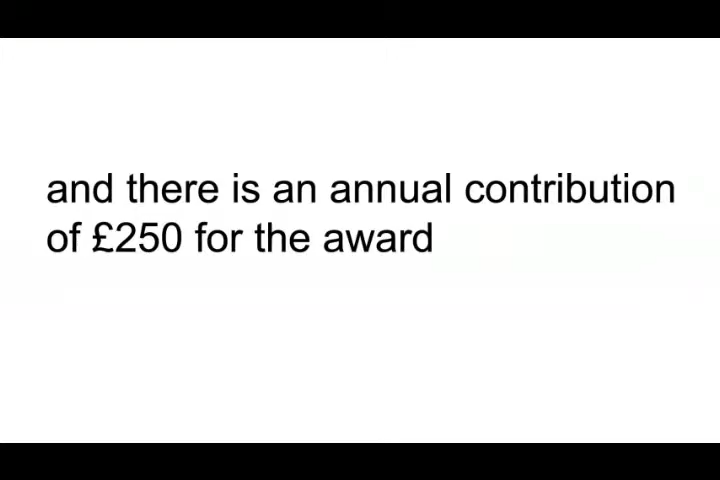 and there is an annual contribution
of £250 for the award